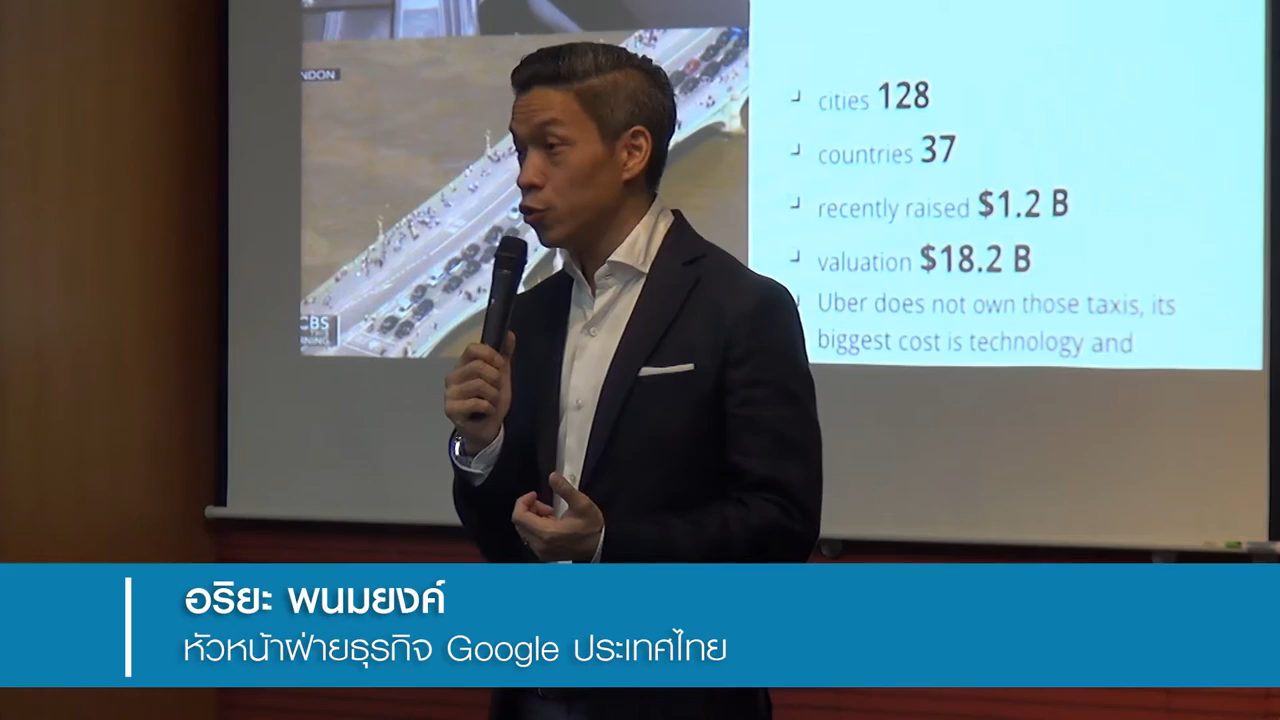 NDON
CBS
NING
cities 128
countries 37
recently raised $1.2 B
valuation $18.2 B
Uber does not own those taxis, its
biggest cost is technology and
อริยะ พนมยงค์
หัวหน้าฝ่ายธุรกิจ Google ประเทศไทย